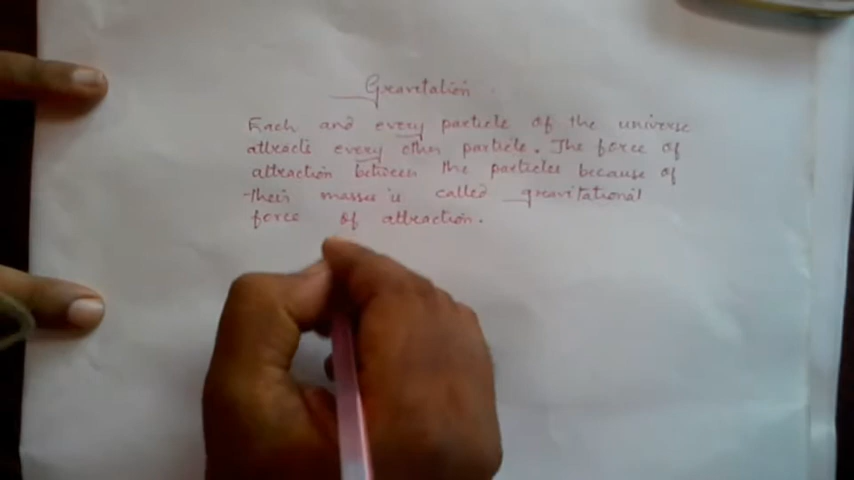 Gravitation
Each and every particle of the universe
attracts every other particle. The force of
attraction between the particles because of
their masses is called gravitational
force of attraction.